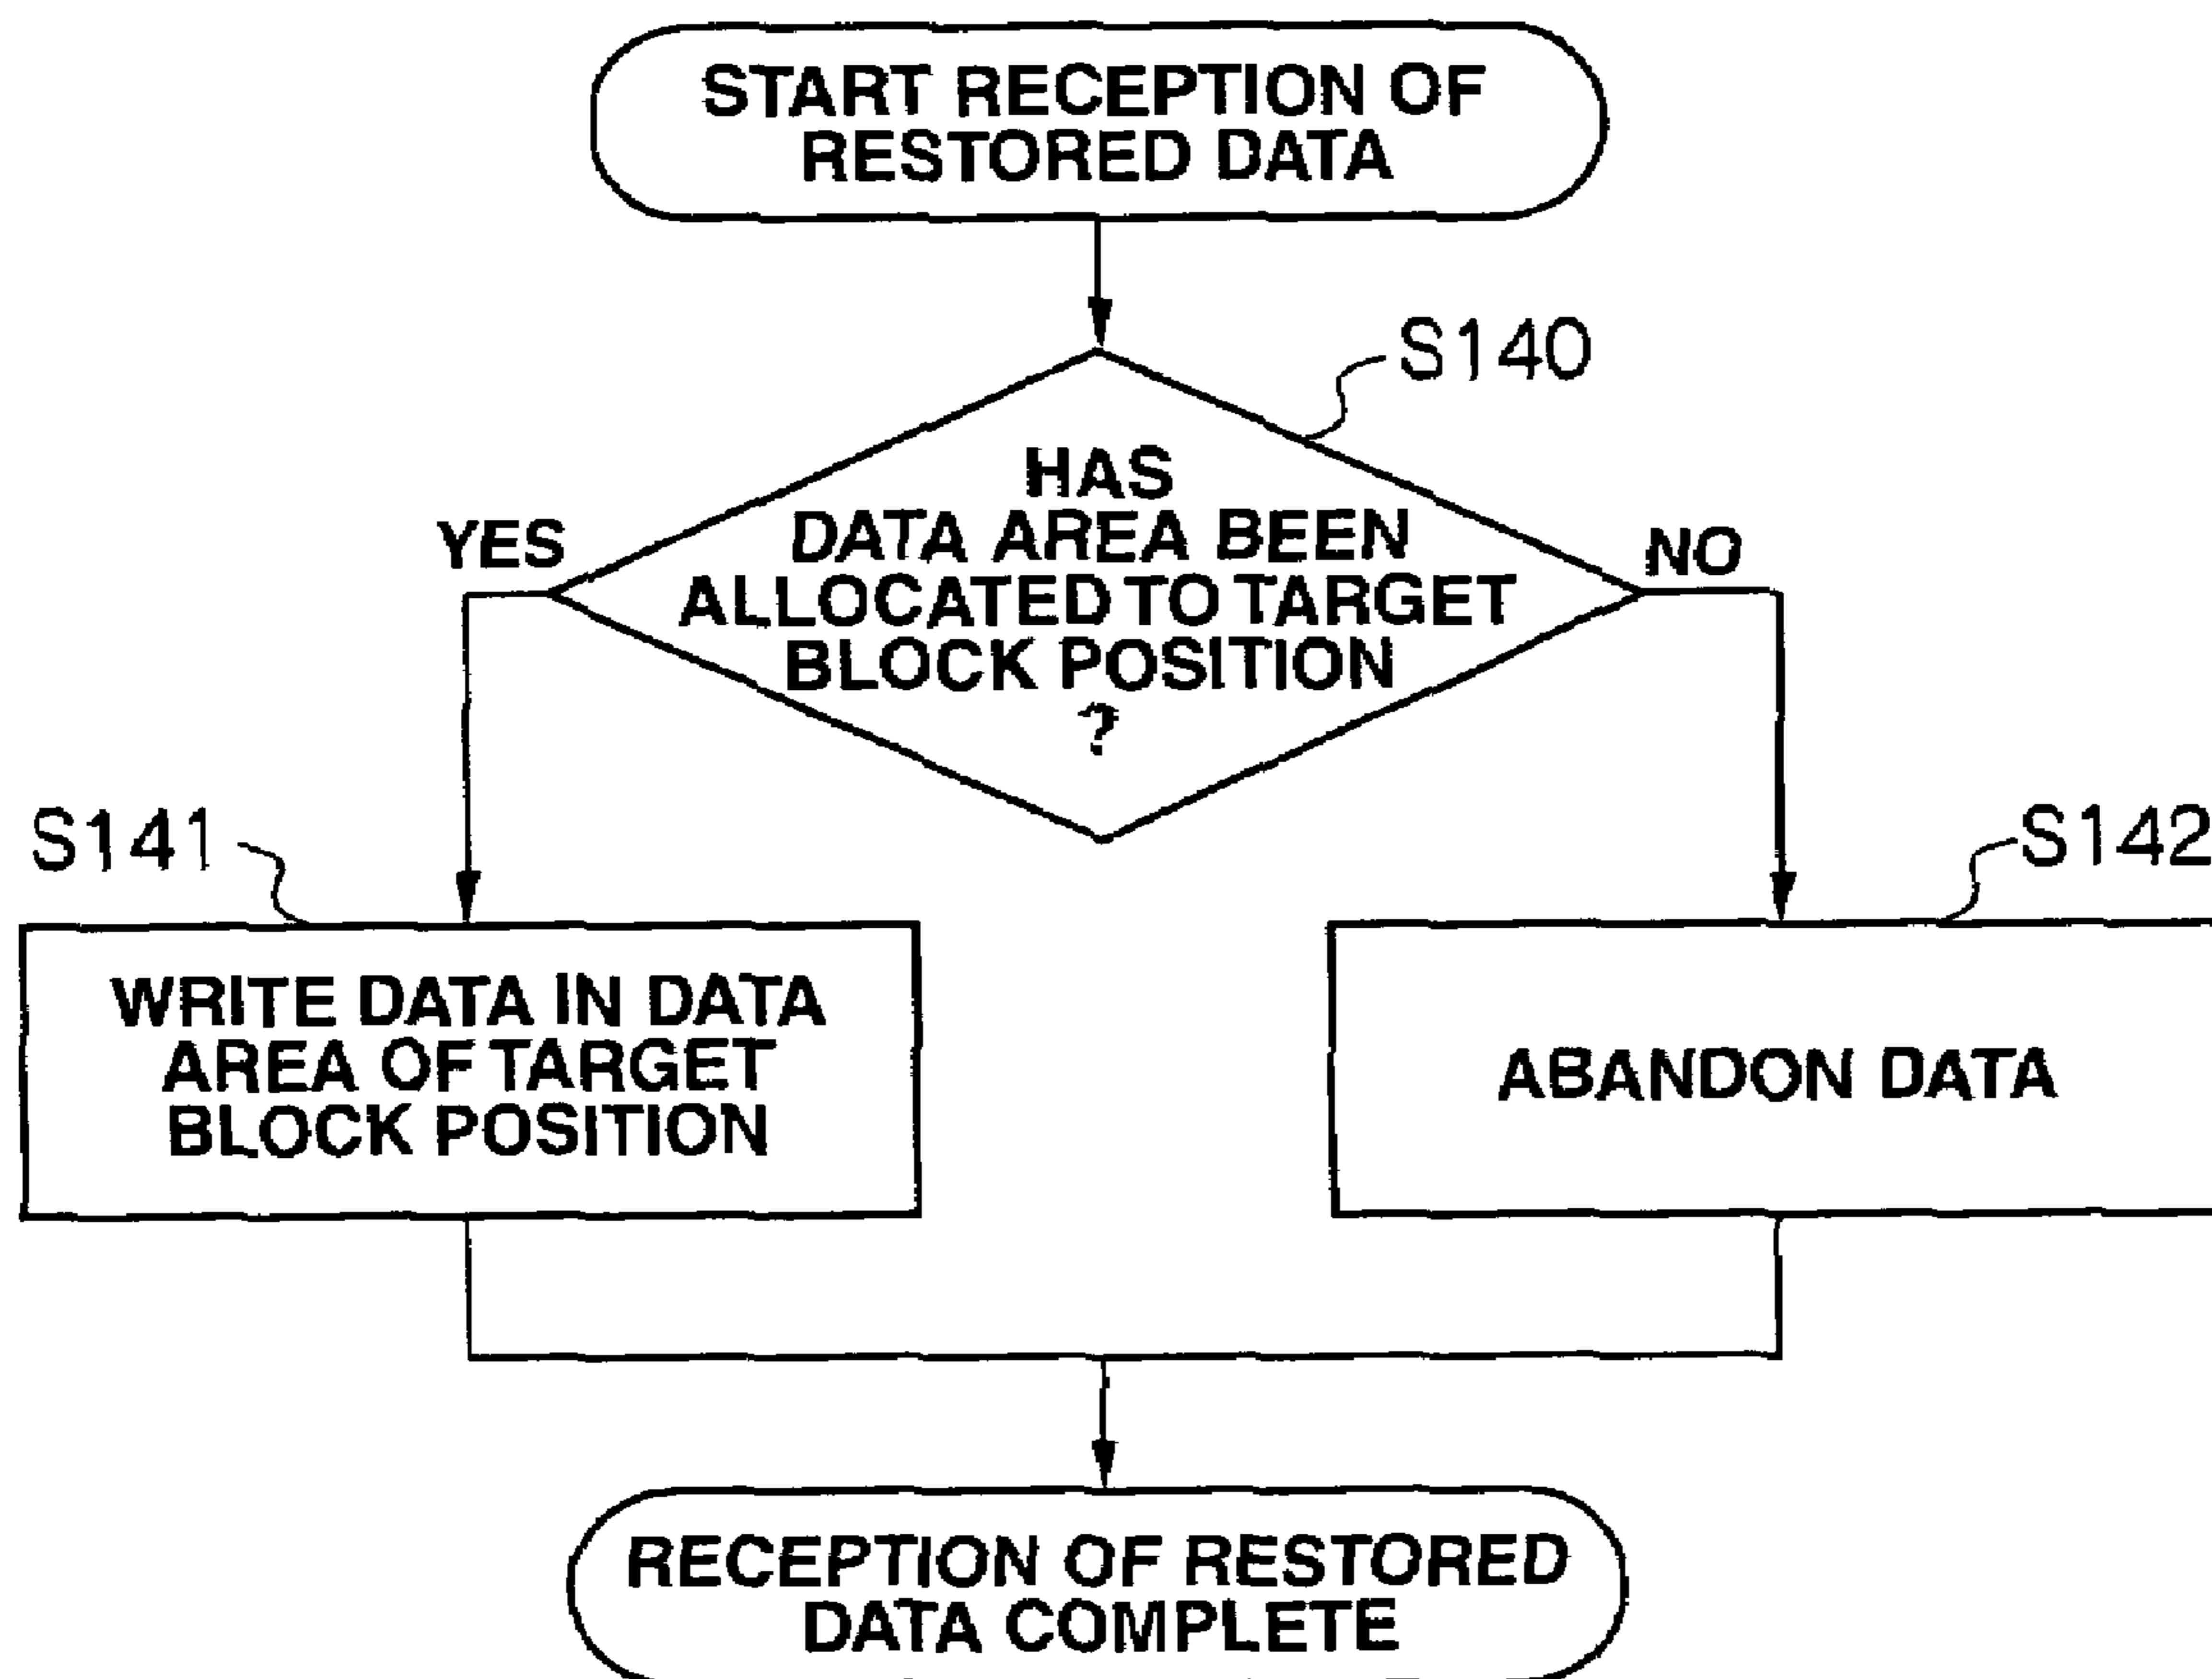 START RECEPTION OF
RESTORED DATA
S140
HAS
DATA AREA BEEN
ALLOCATED TO TARGET
BLOCK POSITION
?
YES
NO
S141
S142
WRITE DATA IN DATA
AREA OF TARGET
BLOCK POSITION
ABANDON DATA
RECEPTION OF RESTORED
DATA COMPLETE